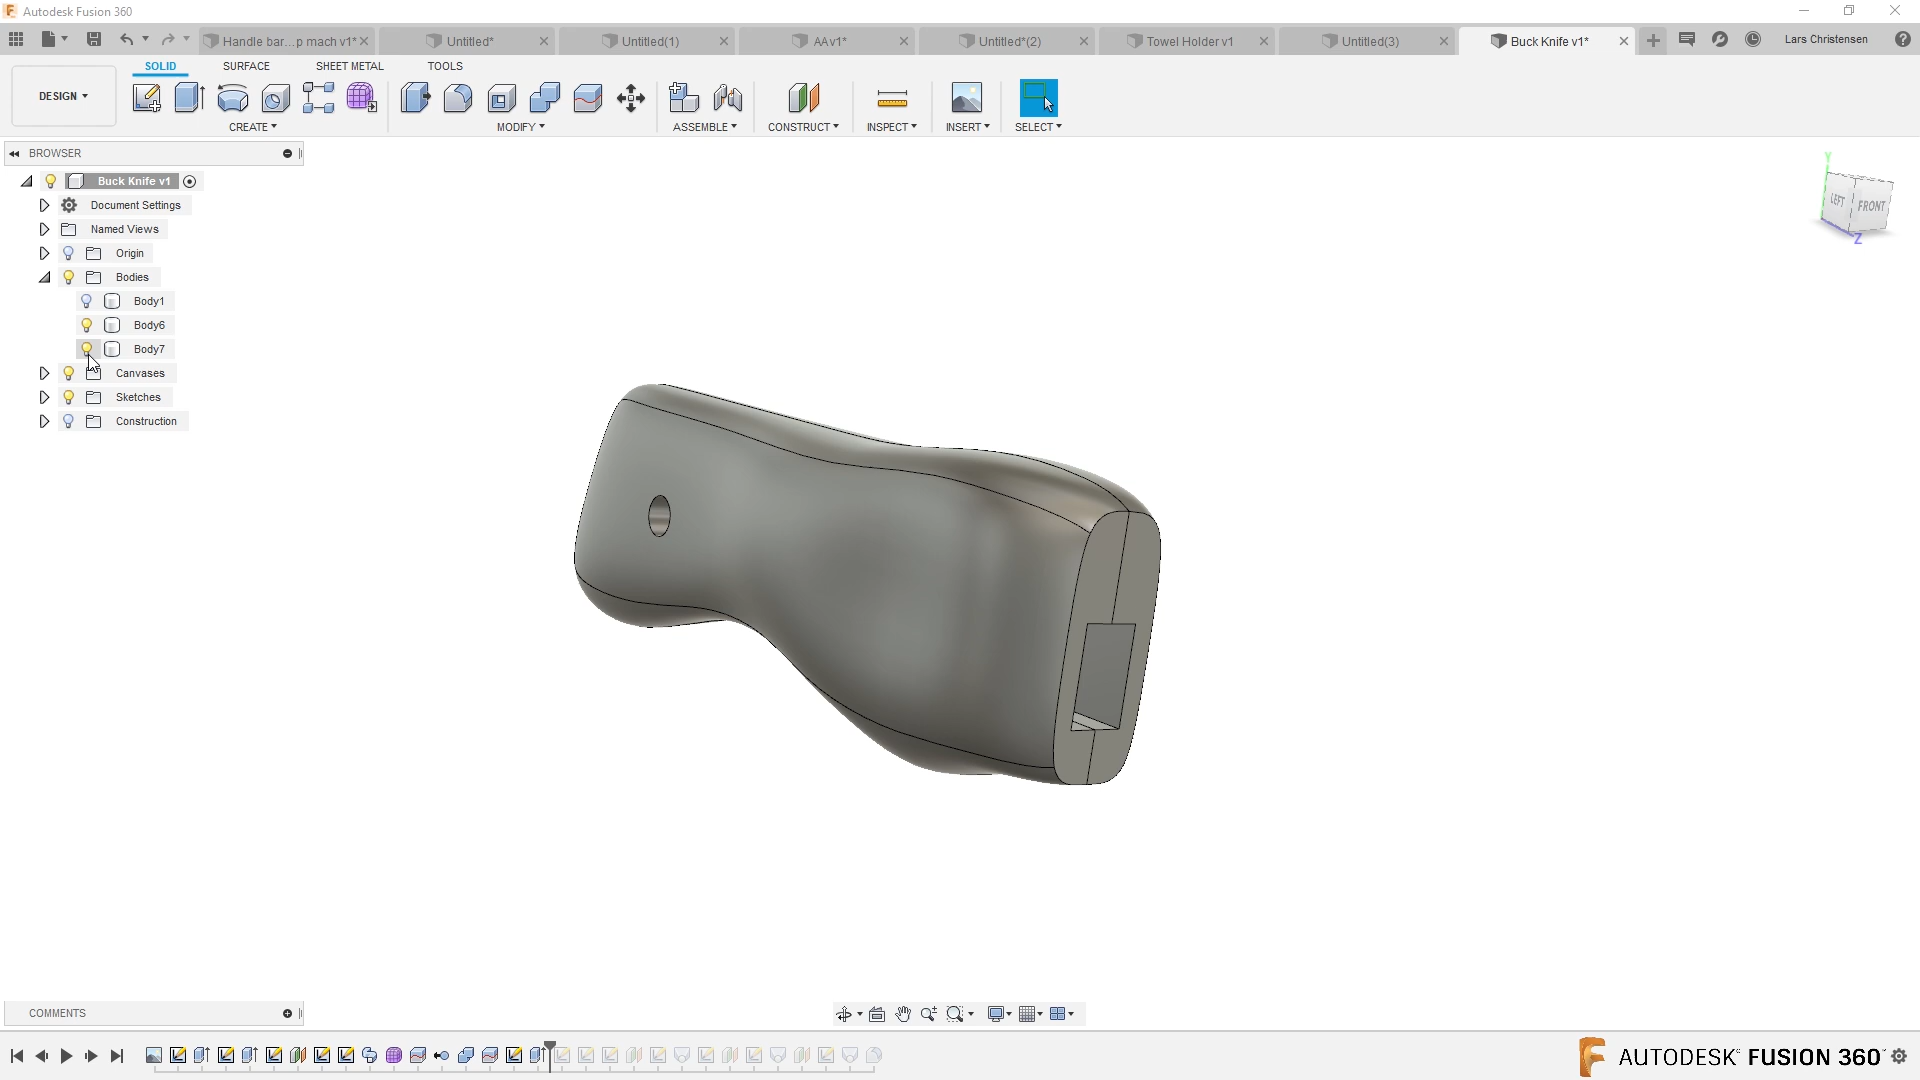 Autodesk Fusion 360
Handle bar...p mach v1*
Untitled*
Untitled(1)
AAv1*
Untitled*(2)
Towel Holder v1
Untitled(3)
Buck Knife v1*
Lars Christensen
DESIGN
SOLID
SURFACE
SHEET METAL
TOOLS
CREATE
MODIFY
ASSEMBLE
CONSTRUCT
INSPECT
INSERT
SELECT
BROWSER
Buck Knife v1
Document Settings
Named Views
Origin
Bodies
Body1
Body6
Body7
Canvases
Sketches
Construction
Y
LEFT
FRONT
Z
COMMENTS
AUTODESK® FUSION 360™